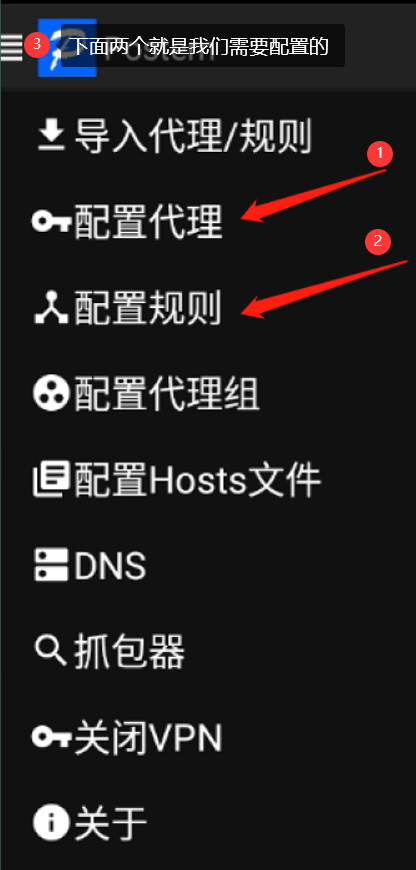 3 下面两个就是我们需要配置的
Postern
导入代理/规则
1
配置代理
2
配置规则
配置代理组
配置Hosts文件
DNS
抓包器
关闭VPN
关于